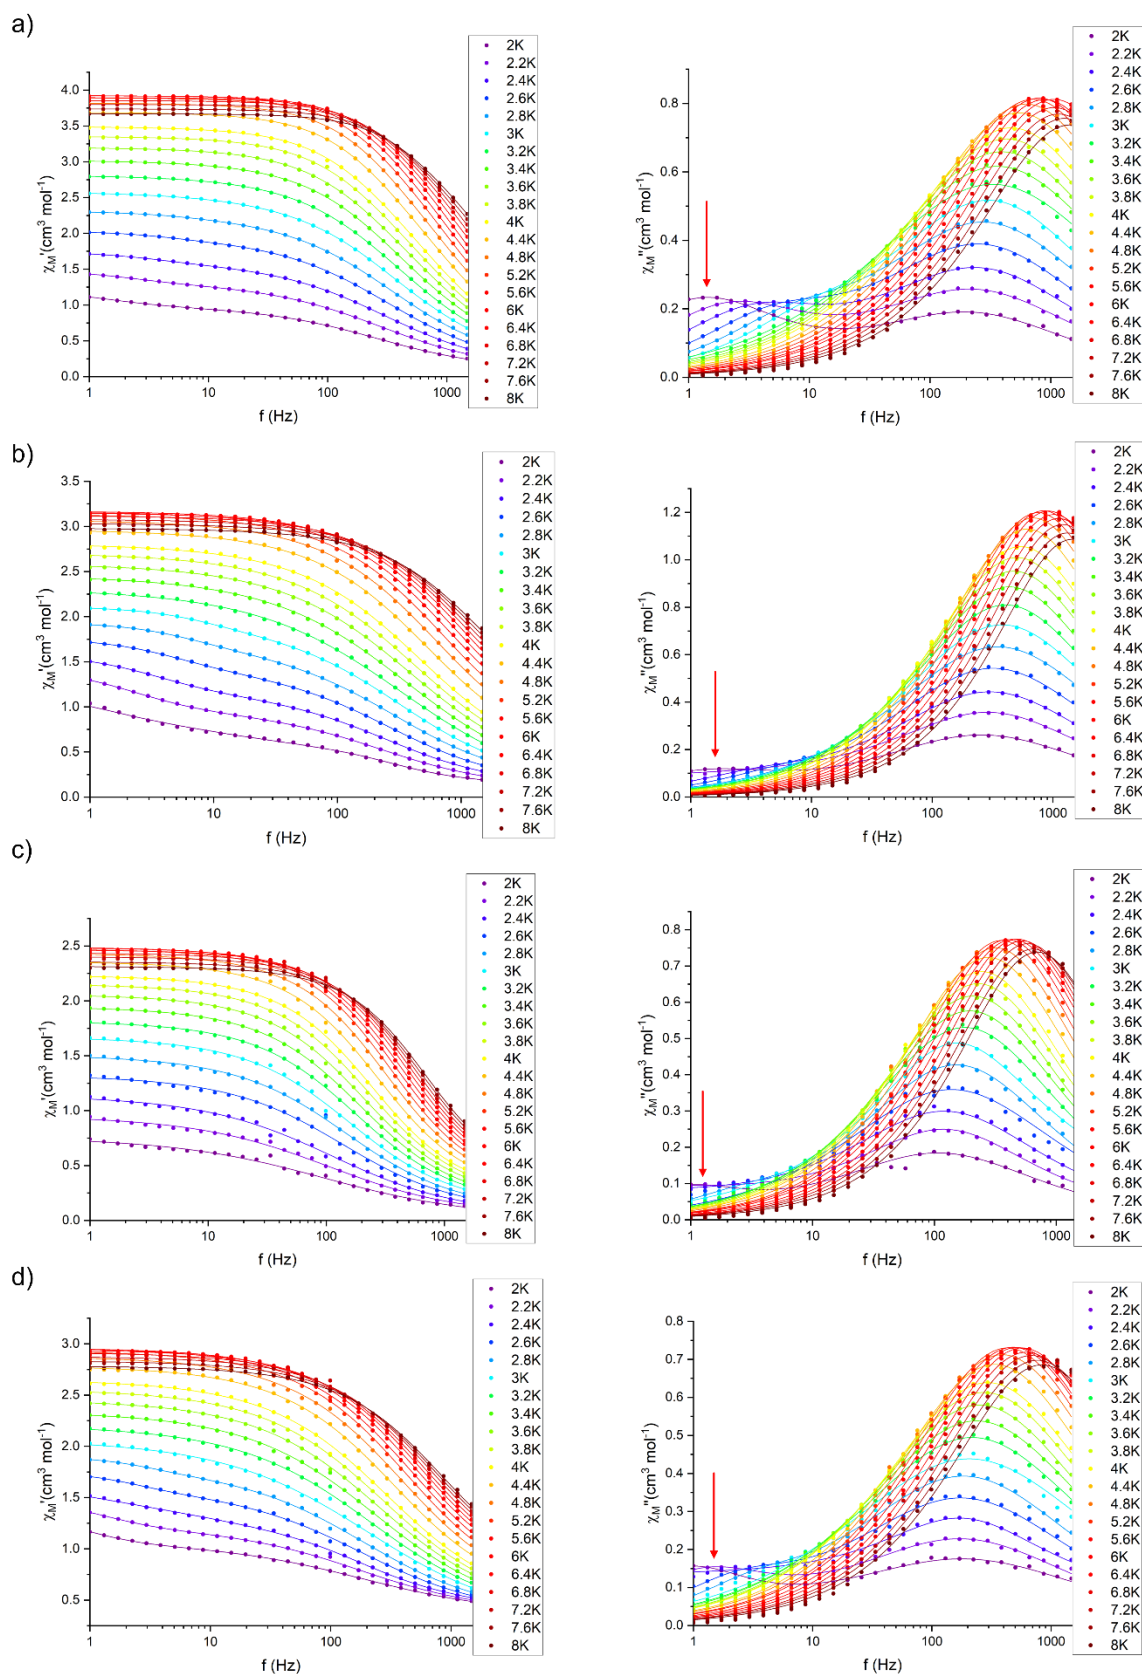 a)
2K
2.2K
2.4K
2.6K
2.8K
3K
3.2K
3.4K
3.6K
3.8K
4K
4.4K
4.8K
5.2K
5.6K
6K
6.4K
6.8K
7.2K
7.6K
8K
4.0
3.5
3.0
2.5
2.0
1.5
1.0
0.5
0.0
χM'(cm³ mol⁻¹)
1 10 100 1000
f (Hz)
2K
2.2K
2.4K
2.6K
2.8K
3K
3.2K
3.4K
3.6K
3.8K
4K
4.4K
4.8K
5.2K
5.6K
6K
6.4K
6.8K
7.2K
7.6K
8K
0.8
0.6
0.4
0.2
0.0
χM''(cm³ mol⁻¹)
1 10 100 1000
f (Hz)
b)
2K
2.2K
2.4K
2.6K
2.8K
3K
3.2K
3.4K
3.6K
3.8K
4K
4.4K
4.8K
5.2K
5.6K
6K
6.4K
6.8K
7.2K
7.6K
8K
3.5
3.0
2.5
2.0
1.5
1.0
0.5
0.0
χM'(cm³ mol⁻¹)
1 10 100 1000
f (Hz)
2K
2.2K
2.4K
2.6K
2.8K
3K
3.2K
3.4K
3.6K
3.8K
4K
4.4K
4.8K
5.2K
5.6K
6K
6.4K
6.8K
7.2K
7.6K
8K
1.2
1.0
0.8
0.6
0.4
0.2
0.0
χM''(cm³ mol⁻¹)
1 10 100 1000
f (Hz)
c)
2K
2.2K
2.4K
2.6K
2.8K
3K
3.2K
3.4K
3.6K
3.8K
4K
4.4K
4.8K
5.2K
5.6K
6K
6.4K
6.8K
7.2K
7.6K
8K
2.5
2.0
1.5
1.0
0.5
0.0
χM'(cm³ mol⁻¹)
1 10 100 1000
f (Hz)
2K
2.2K
2.4K
2.6K
2.8K
3K
3.2K
3.4K
3.6K
3.8K
4K
4.4K
4.8K
5.2K
5.6K
6K
6.4K
6.8K
7.2K
7.6K
8K
0.8
0.7
0.6
0.5
0.4
0.3
0.2
0.1
0.0
χM''(cm³ mol⁻¹)
1 10 100 1000
f (Hz)
d)
2K
2.2K
2.4K
2.6K
2.8K
3K
3.2K
3.4K
3.6K
3.8K
4K
4.4K
4.8K
5.2K
5.6K
6K
6.4K
6.8K
7.2K
7.6K
8K
3.0
2.5
2.0
1.5
1.0
0.5
χM'(cm³ mol⁻¹)
1 10 100 1000
f (Hz)
2K
2.2K
2.4K
2.6K
2.8K
3K
3.2K
3.4K
3.6K
3.8K
4K
4.4K
4.8K
5.2K
5.6K
6K
6.4K
6.8K
7.2K
7.6K
8K
0.8
0.7
0.6
0.5
0.4
0.3
0.2
0.1
0.0
χM''(cm³ mol⁻¹)
1 10 100 1000
f (Hz)